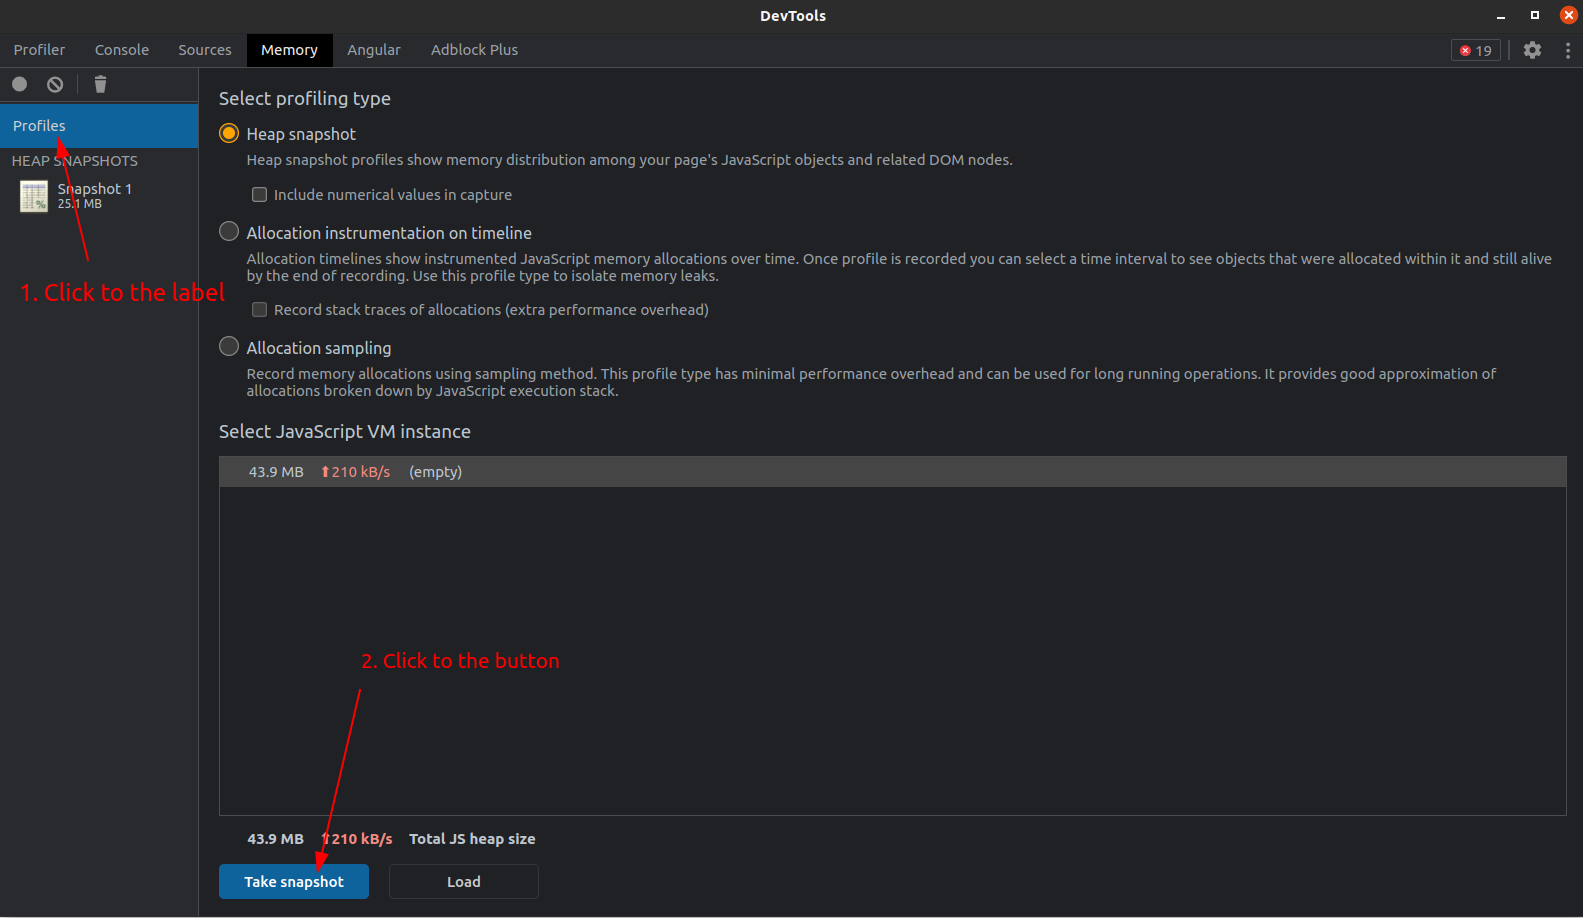 DevTools
Profiler Console Sources Memory Angular Adblock Plus 19
Profiles
HEAP SNAPSHOTS
Snapshot 1
25.1 MB
1. Click to the label
Select profiling type
Heap snapshot
Heap snapshot profiles show memory distribution among your page's JavaScript objects and related DOM nodes.
Include numerical values in capture
Allocation instrumentation on timeline
Allocation timelines show instrumented JavaScript memory allocations over time. Once profile is recorded you can select a time interval to see objects that were allocated within it and still alive
by the end of recording. Use this profile type to isolate memory leaks.
Record stack traces of allocations (extra performance overhead)
Allocation sampling
Record memory allocations using sampling method. This profile type has minimal performance overhead and can be used for long running operations. It provides good approximation of
allocations broken down by JavaScript execution stack.
Select JavaScript VM instance
43.9 MB ⬆210 kB/s (empty)
2. Click to the button
43.9 MB ⬆210 kB/s Total JS heap size
Take snapshot Load